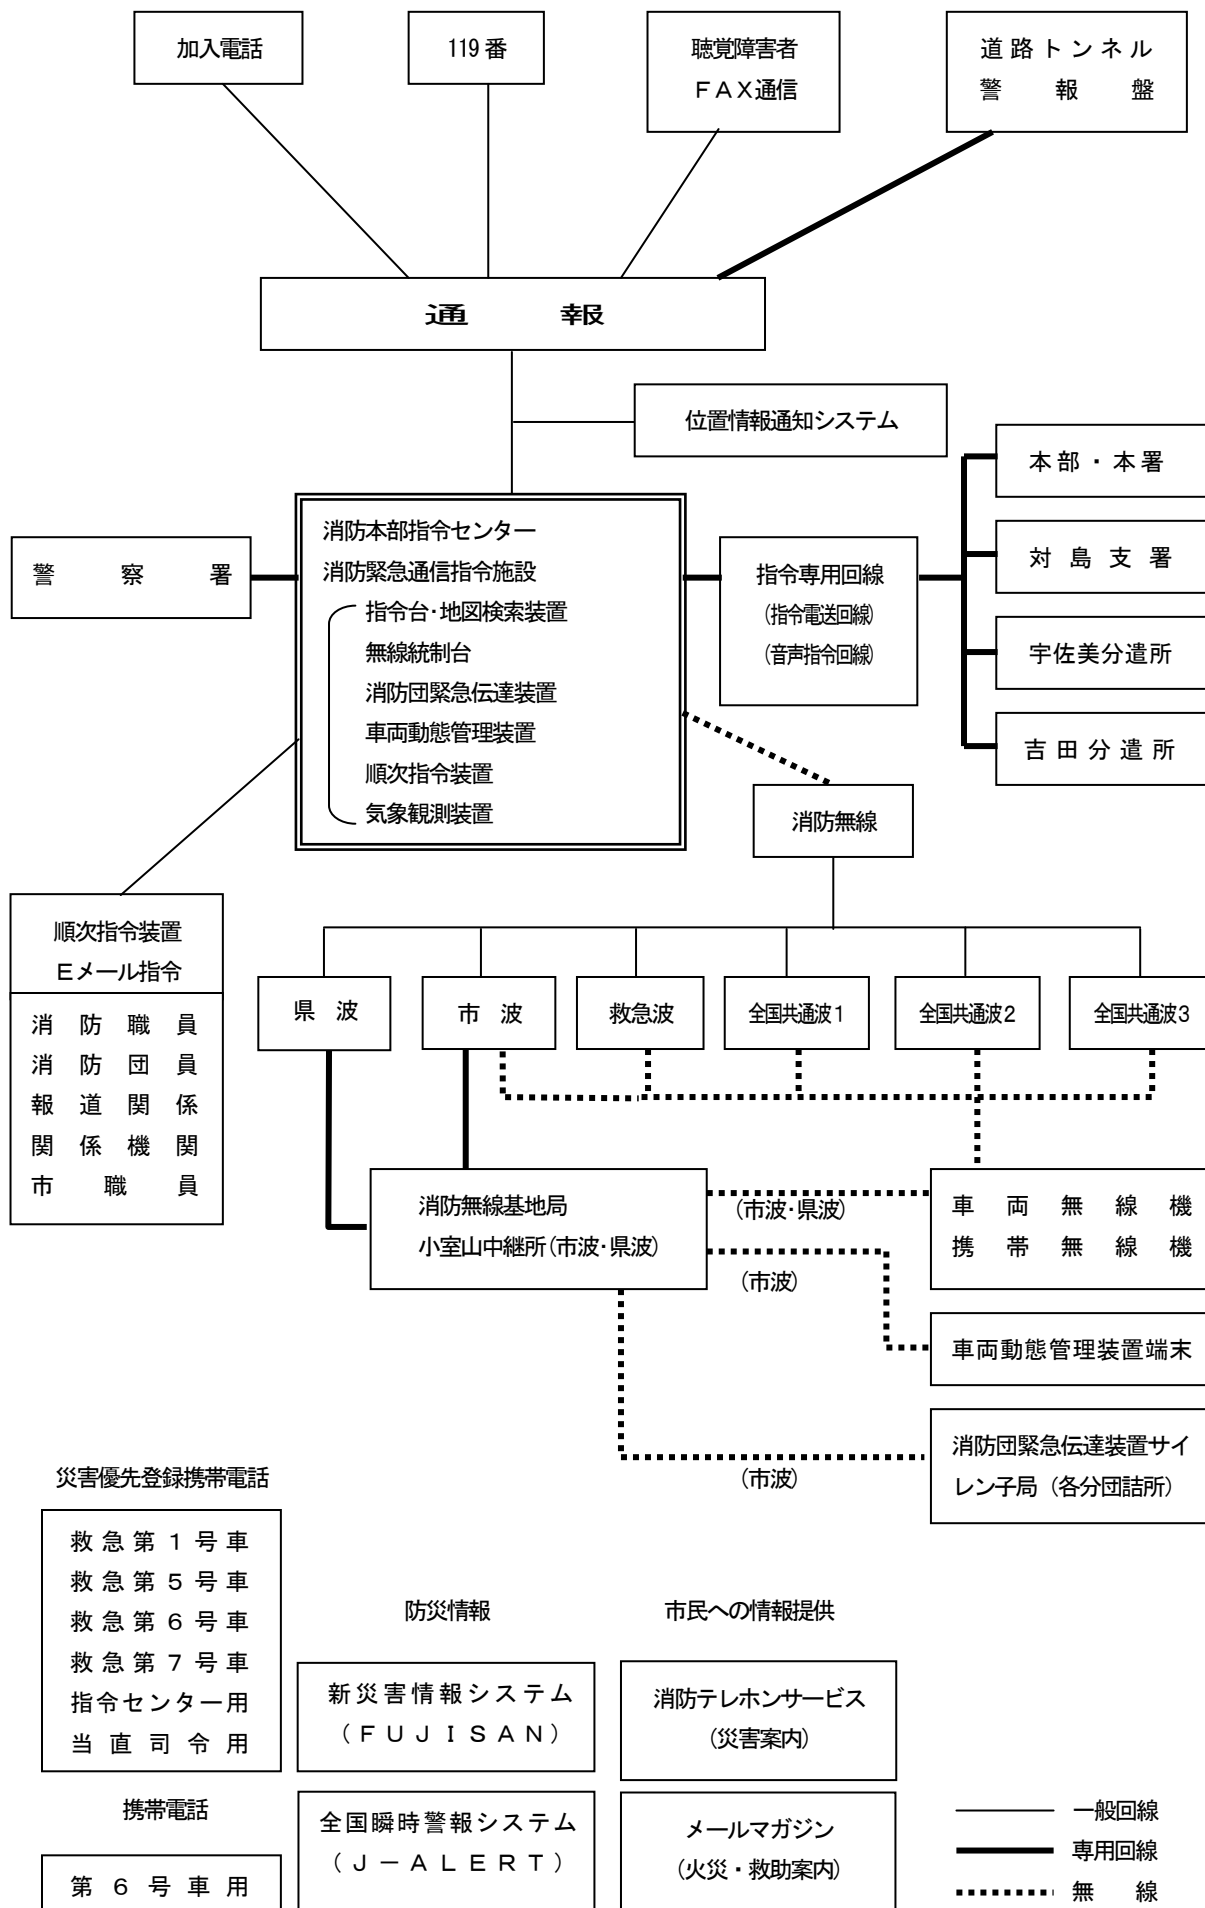 加入電話
119番
聴覚障害者
ＦＡＸ通信
道路トンネル
警報盤
通報
位置情報通知システム
本部・本署
対島支署
宇佐美分遣所
吉田分遣所
警察署
消防本部指令センター
消防緊急通信指令施設
指令台・地図検索装置
無線統制台
消防団緊急伝達装置
車両動態管理装置
順次指令装置
気象観測装置
指令専用回線
(指令電送回線)
(音声指令回線)
消防無線
順次指令装置
Ｅメール指令
消防職員
消防団員
報道関係
関係機関
市職員
県波
市波
救急波
全国共通波1
全国共通波2
全国共通波3
消防無線基地局
小室山中継所(市波・県波)
(市波・県波)
(市波)
(市波)
車両無線機
携帯無線機
車両動態管理装置端末
消防団緊急伝達装置サイ
レン子局（各分団詰所）
災害優先登録携帯電話
救急第１号車
救急第５号車
救急第６号車
救急第７号車
指令センター用
当直司令用
携帯電話
第６号車用
防災情報
新災害情報システム
（ＦＵＪＩＳＡＮ）
全国瞬時警報システム
（Ｊ－ＡＬＥＲＴ）
市民への情報提供
消防テレホンサービス
(災害案内)
メールマガジン
(火災・救助案内)
一般回線
専用回線
無線